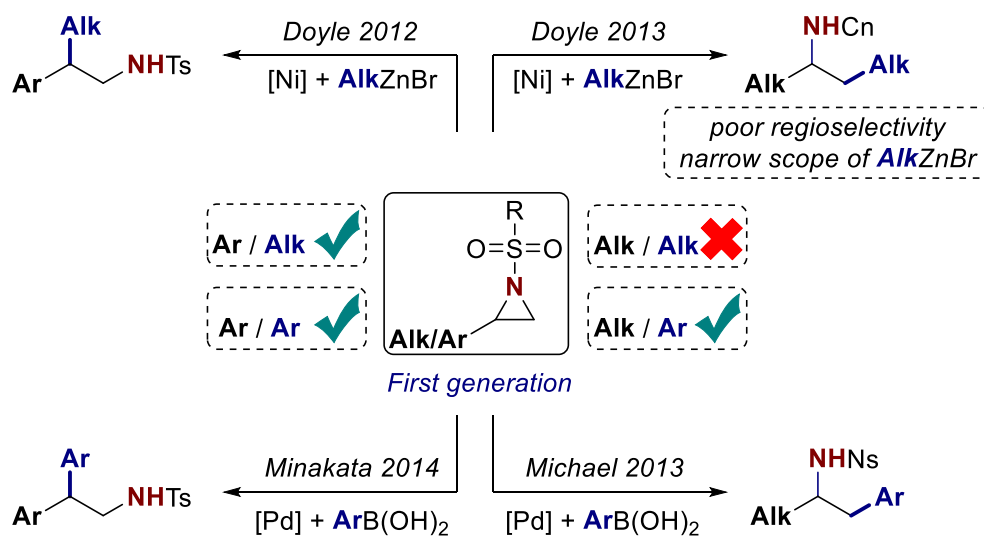 Alk
Ar
NHTs
Doyle 2012
[Ni] + AlkZnBr
Doyle 2013
[Ni] + AlkZnBr
NHCn
Alk
Alk
poor regioselectivity
narrow scope of AlkZnBr
Ar / Alk
Ar / Ar
R
O=S=O
N
Alk/Ar
Alk / Alk
Alk / Ar
First generation
Ar
Ar
NHTs
Minakata 2014
[Pd] + ArB(OH)2
Michael 2013
[Pd] + ArB(OH)2
NHNs
Alk
Ar